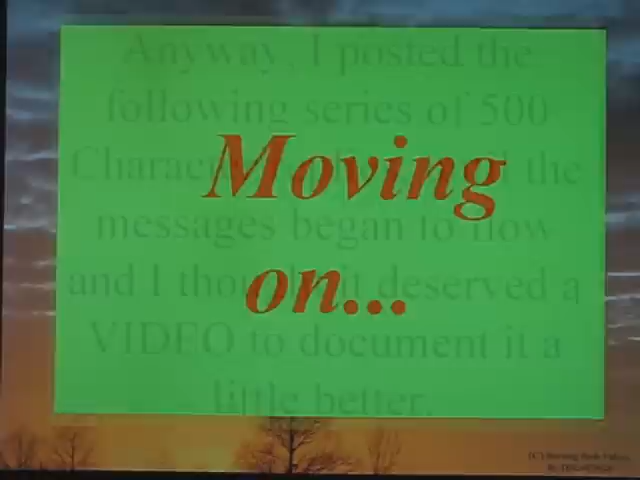 Anyway, I posted the
following series of 500
Moving
the
messages began to flow
and I
on...
it deserved a
VIDEO to document it a
little better.